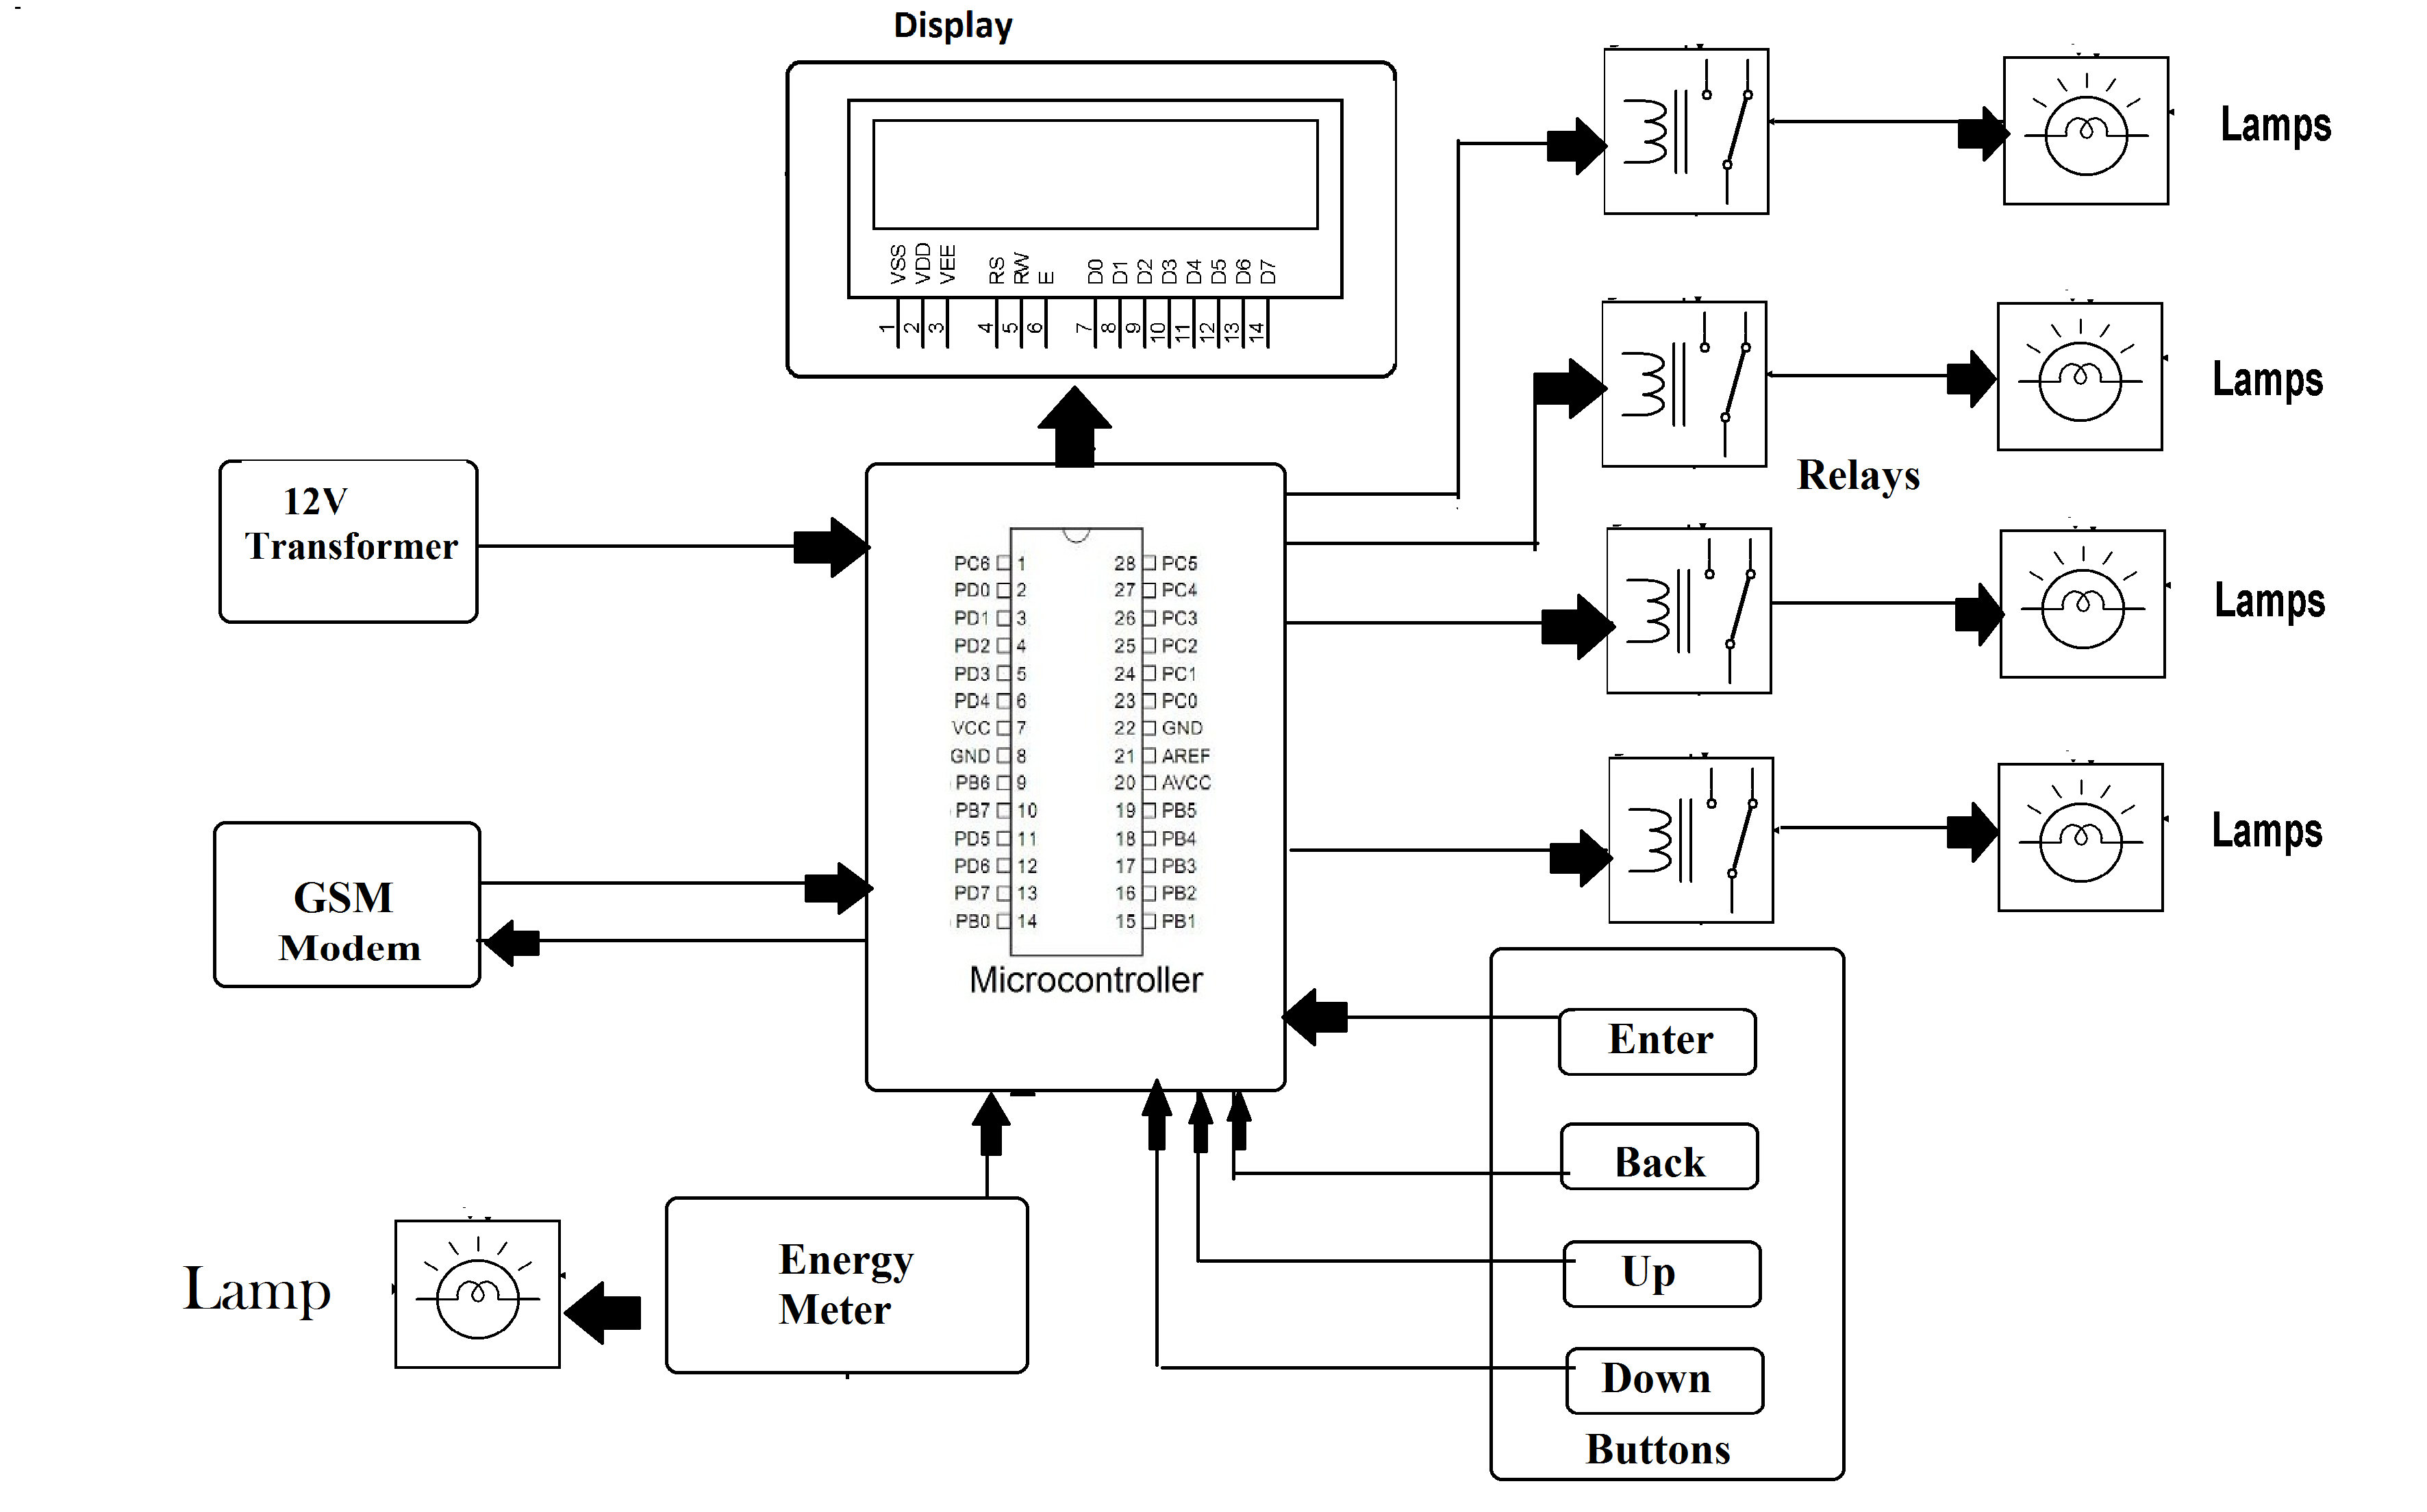 Display
VSS
VDD
VEE
RS
RW
E
D0
D1
D2
D3
D4
D5
D6
D7
1
2
3
4
5
6
7
8
9
10
11
12
13
14
Lamps
Lamps
Relays
Lamps
Lamps
12V
Transformer
GSM
Modem
PC6 1 28 PC5
PD0 2 27 PC4
PD1 3 26 PC3
PD2 4 25 PC2
PD3 5 24 PC1
PD4 6 23 PC0
VCC 7 22 GND
GND 8 21 AREF
PB6 9 20 AVCC
PB7 10 19 PB5
PD5 11 18 PB4
PD6 12 17 PB3
PD7 13 16 PB2
PB0 14 15 PB1
Microcontroller
Enter
Back
Up
Down
Buttons
Lamp
Energy
Meter